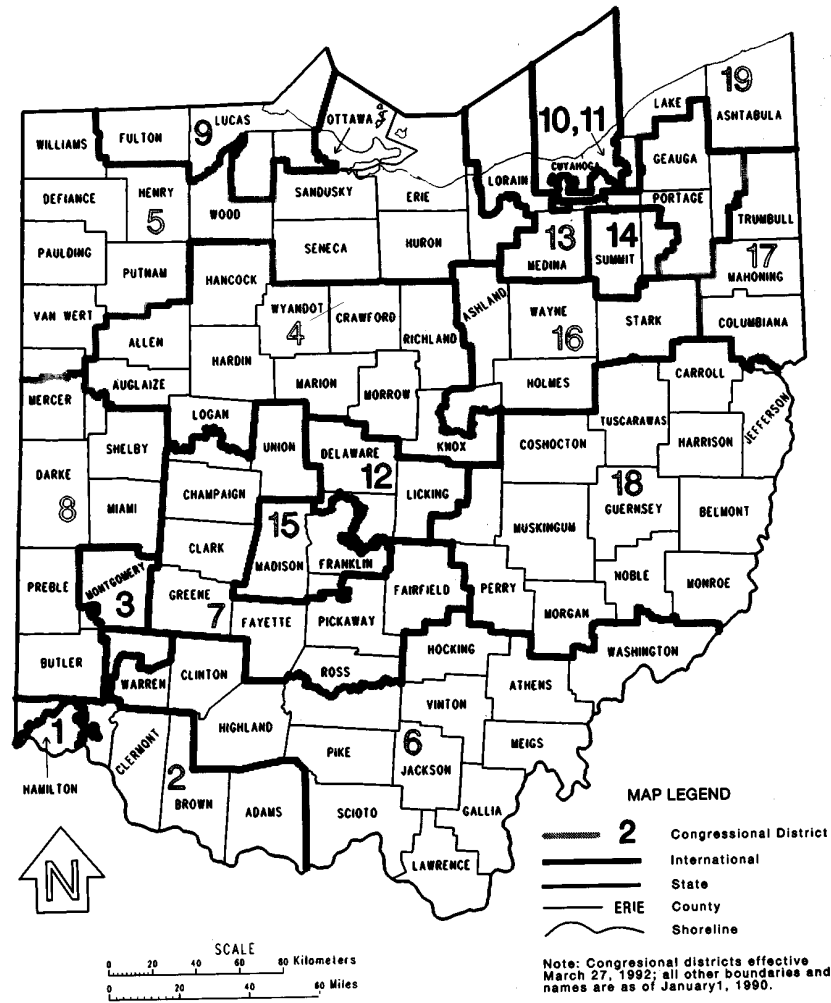 19
LAKE
ASHTABULA
9 LUCAS
OTTAWA
10, 11
WILLIAMS
FULTON
CUYAHOGA
GEAUGA
LORAIN
DEFIANCE
HENRY
SANDUSKY
ERIE
PORTAGE
5
WOOD
TRUMBULL
13
14
PAULDING
SENECA
HURON
MEDINA
SUMMIT
17
MAHONING
PUTNAM
HANCOCK
WYANDOT
CRAWFORD
ASHLAND
WAYNE
STARK
VAN WERT
4
16
COLUMBIANA
ALLEN
RICHLAND
HARDIN
CARROLL
AUGLAIZE
MARION
MORROW
HOLMES
MERCER
LOGAN
JEFFERSON
TUSCARAWAS
UNION
KNOX
COSHOCTON
HARRISON
SHELBY
DELAWARE
DARKE
12
18
CHAMPAIGN
LICKING
GUERNSEY
8
MIAMI
BELMONT
15
MUSKINGUM
CLARK
FRANKLIN
MADISON
NOBLE
MONROE
PREBLE
MONTGOMERY
GREENE
FAIRFIELD
PERRY
3
7
MORGAN
FAYETTE
PICKAWAY
BUTLER
HOCKING
WASHINGTON
WARREN
CLINTON
ROSS
ATHENS
VINTON
1
HIGHLAND
CLERMONT
6
MEIGS
PIKE
JACKSON
HAMILTON
2
BROWN
ADAMS
SCIOTO
GALLIA
LAWRENCE
N
MAP LEGEND
2 Congressional District
International
State
ERIE County
Shoreline
SCALE
0 20 40 80 Kilometers
0 20 40 60 Miles
Note: Congresional districts effective
March 27, 1992; all other boundaries and
names are as of January1, 1990.